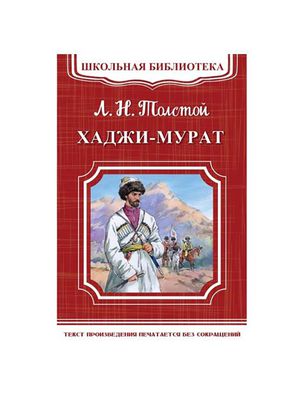 ШКОЛЬНАЯ БИБЛИОТЕКА
Л. Н. Толстой
ХАДЖИ-МУРАТ
ТЕКСТ ПРОИЗВЕДЕНИЯ ПЕЧАТАЕТСЯ БЕЗ СОКРАЩЕНИЙ